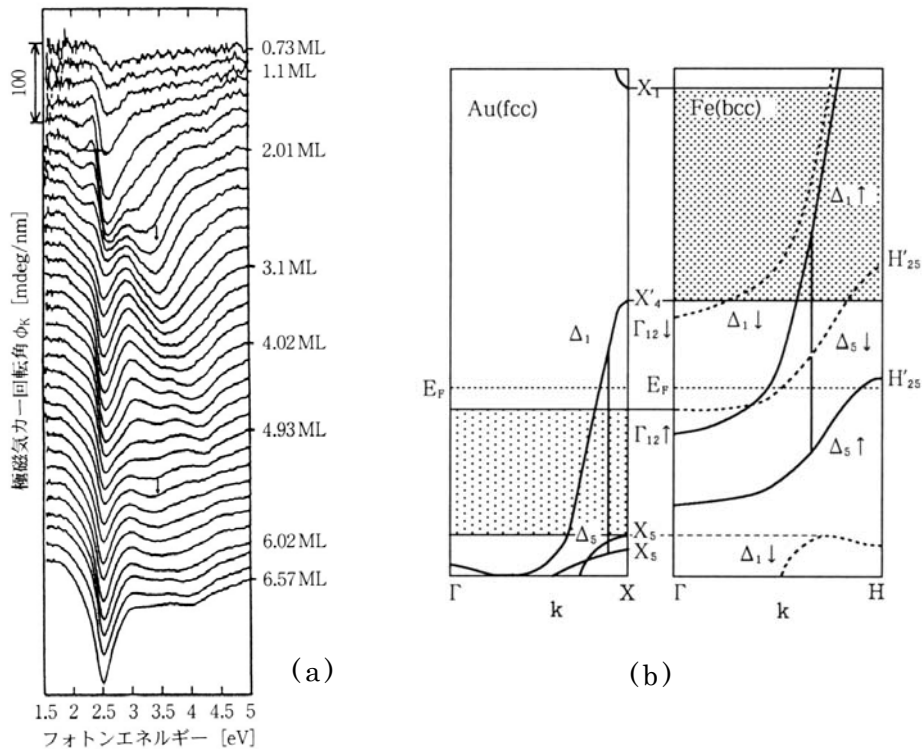 100
極磁気カー回転角 ϕK [mdeg/nm]
0.73 ML
1.1 ML
2.01 ML
3.1 ML
4.02 ML
4.93 ML
6.02 ML
6.57 ML
1.5 2 2.5 3 3.5 4 4.5 5
フォトンエネルギー [eV]
(a)
Au(fcc)
X1
X'4
Δ1
EF
Δ5
X5
X5
Γ
k
X
Fe(bcc)
Δ1↑
H'25
Γ12↓
Δ1↓
Δ5↓
EF
H'25
Γ12↑
Δ5↑
Δ1↓
Γ
k
H
(b)